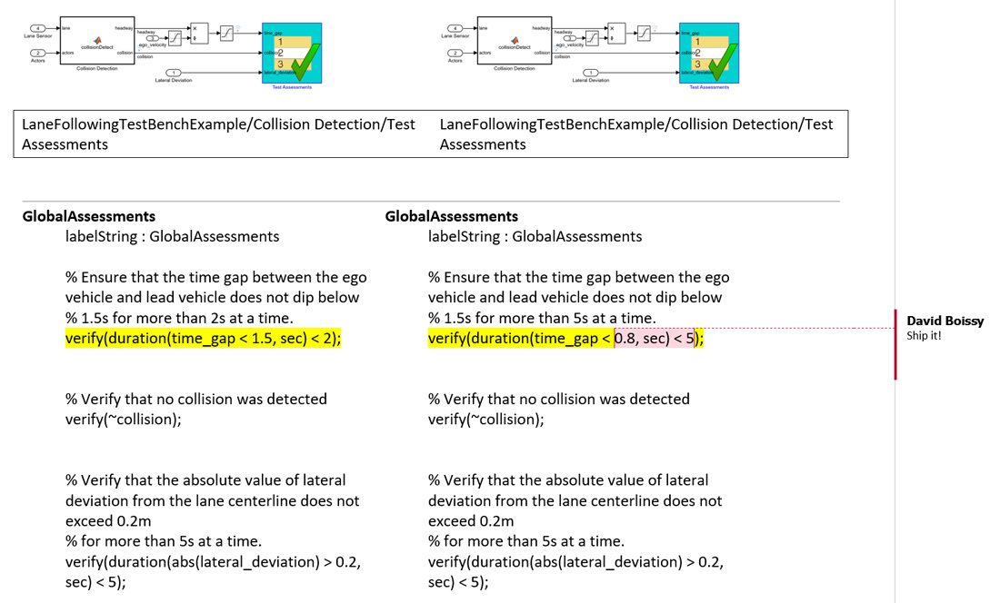 4
Lane Sensor
lane
headway
headway
3
ego_velocity
collisionDetect
2
Actors
actors
collision
collision
Collision Detection
1
Lateral Deviation
time_gap
1
collision
2
3
lateral_deviation
Test Assessments
4
Lane Sensor
lane
headway
headway
3
ego_velocity
collisionDetect
2
Actors
actors
collision
collision
Collision Detection
1
Lateral Deviation
time_gap
1
collision
2
3
lateral_deviation
Test Assessments
LaneFollowingTestBenchExample/Collision Detection/Test
Assessments
LaneFollowingTestBenchExample/Collision Detection/Test
Assessments
GlobalAssessments
labelString : GlobalAssessments
% Ensure that the time gap between the ego
vehicle and lead vehicle does not dip below
% 1.5s for more than 2s at a time.
verify(duration(time_gap < 1.5, sec) < 2);
% Verify that no collision was detected
verify(~collision);
% Verify that the absolute value of lateral
deviation from the lane centerline does not
exceed 0.2m
% for more than 5s at a time.
verify(duration(abs(lateral_deviation) > 0.2,
sec) < 5);
GlobalAssessments
labelString : GlobalAssessments
% Ensure that the time gap between the ego
vehicle and lead vehicle does not dip below
% 1.5s for more than 5s at a time.
verify(duration(time_gap < 0.8, sec) < 5);
% Verify that no collision was detected
verify(~collision);
% Verify that the absolute value of lateral
deviation from the lane centerline does not
exceed 0.2m
% for more than 5s at a time.
verify(duration(abs(lateral_deviation) > 0.2,
sec) < 5);
David Boissy
Ship it!